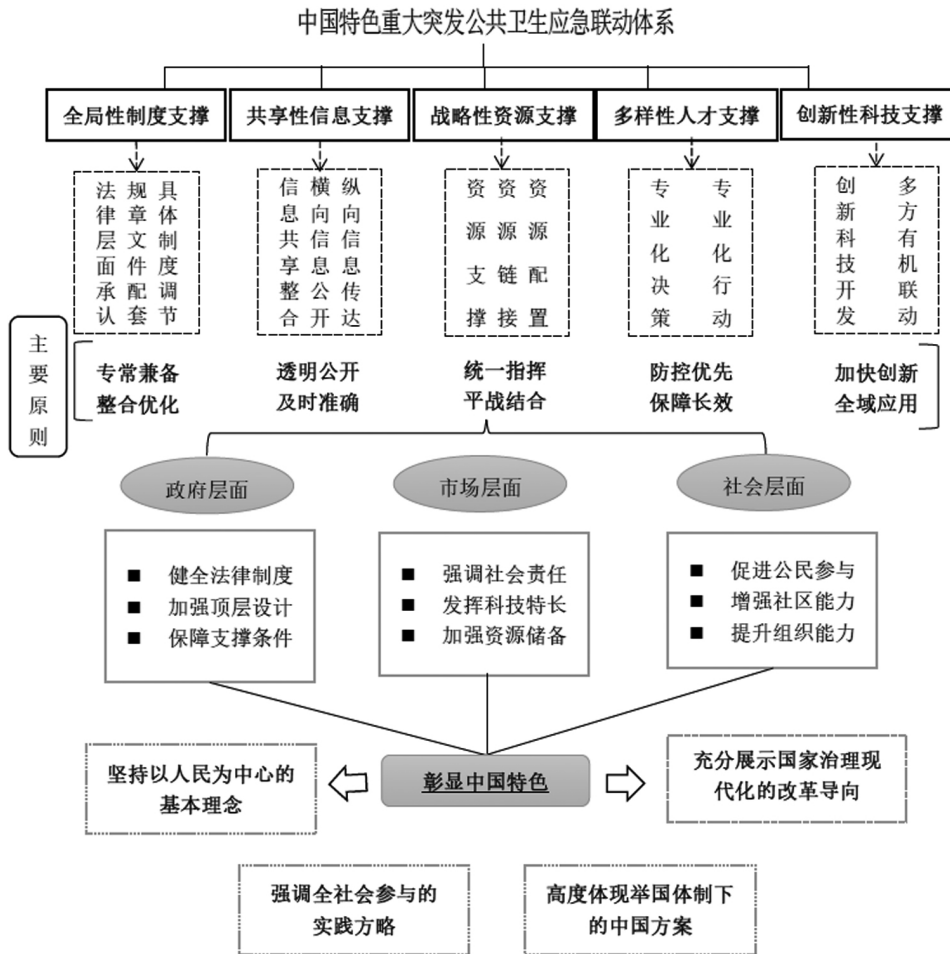 中国特色重大突发公共卫生应急联动体系
全局性制度支撑
共享性信息支撑
战略性资源支撑
多样性人才支撑
创新性科技支撑
法律层面承认
规章文件配套
具体制度调节
信息共享整合
横向信息公开
纵向信息传达
资源支撑
资源链接
资源配置
专业化决策
专业化行动
创新科技开发
多方有机联动
主要原则
专常兼备
整合优化
透明公开
及时准确
统一指挥
平战结合
防控优先
保障长效
加快创新
全域应用
政府层面
市场层面
社会层面
■ 健全法律制度
■ 加强顶层设计
■ 保障支撑条件
■ 强调社会责任
■ 发挥科技特长
■ 加强资源储备
■ 促进公民参与
■ 增强社区能力
■ 提升组织能力
坚持以人民为中心的
基本理念
彰显中国特色
充分展示国家治理现
代化的改革导向
强调全社会参与的
实践方略
高度体现举国体制下
的中国方案